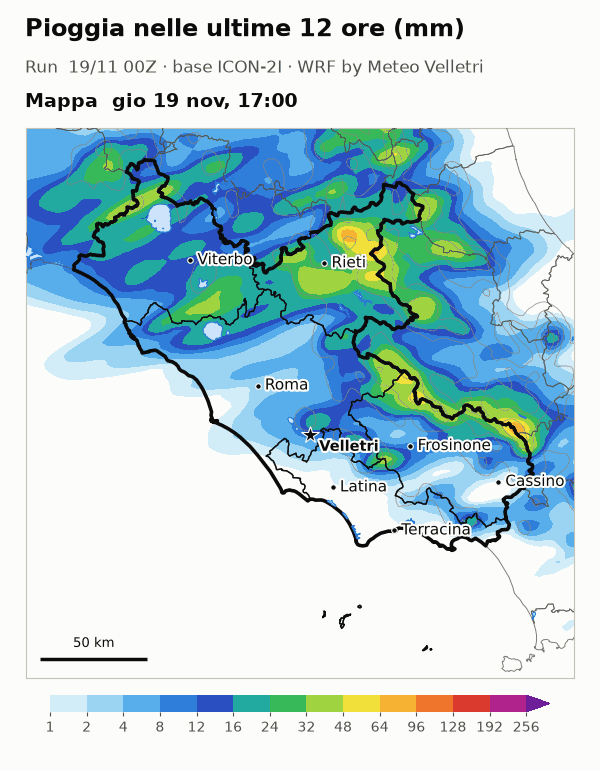 Pioggia nelle ultime 12 ore (mm)
Run 19/11 00Z · base ICON-2I · WRF by Meteo Velletri
Mappa gio 19 nov, 17:00
Viterbo
Rieti
Roma
Velletri
Frosinone
Cassino
Latina
Terracina
50 km
1 2 4 8 12 16 24 32 48 64 96 128 192 256